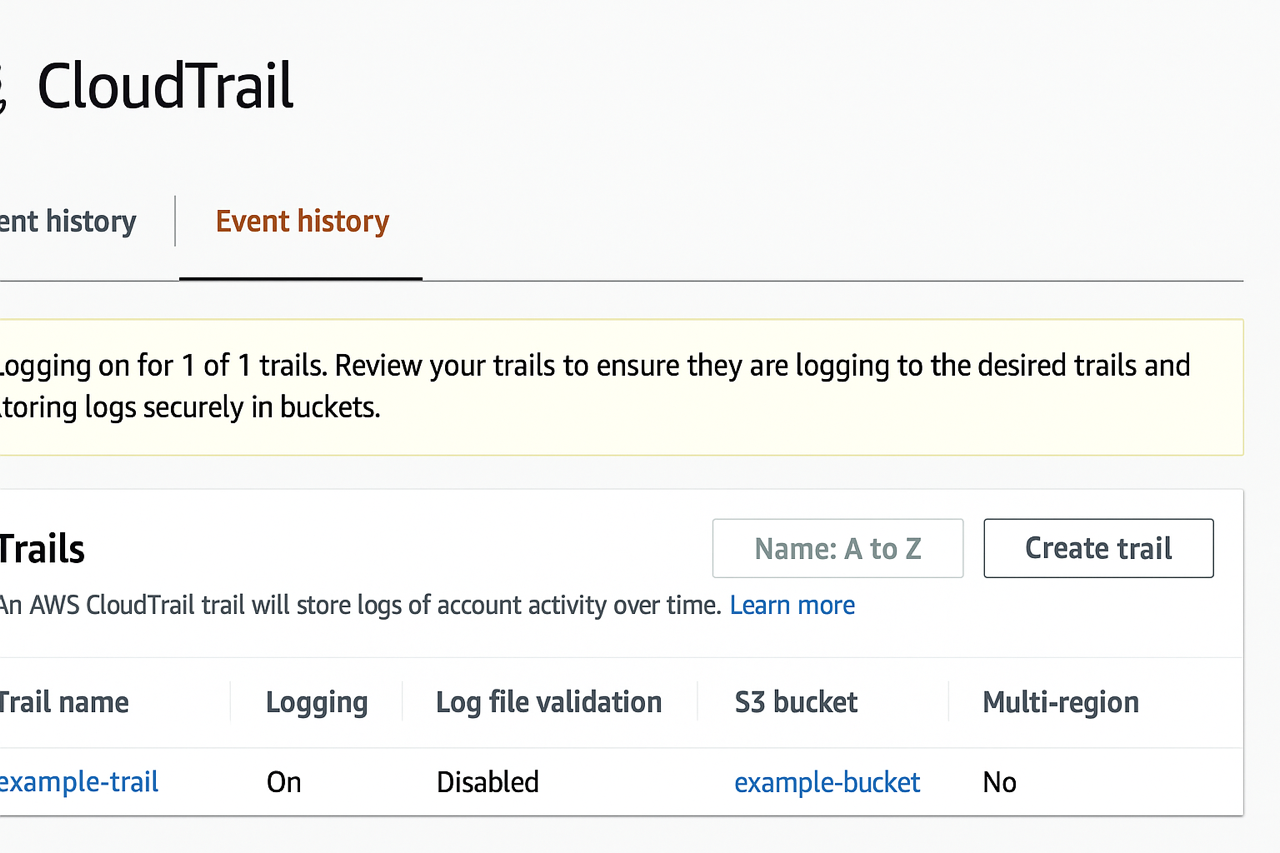 CloudTrail
ent history
Event history
Logging on for 1 of 1 trails. Review your trails to ensure they are logging to the desired trails and
toring logs securely in buckets.
Trails
Name: A to Z
Create trail
An AWS CloudTrail trail will store logs of account activity over time. Learn more
Trail name
Logging
Log file validation
S3 bucket
Multi-region
example-trail
On
Disabled
example-bucket
No